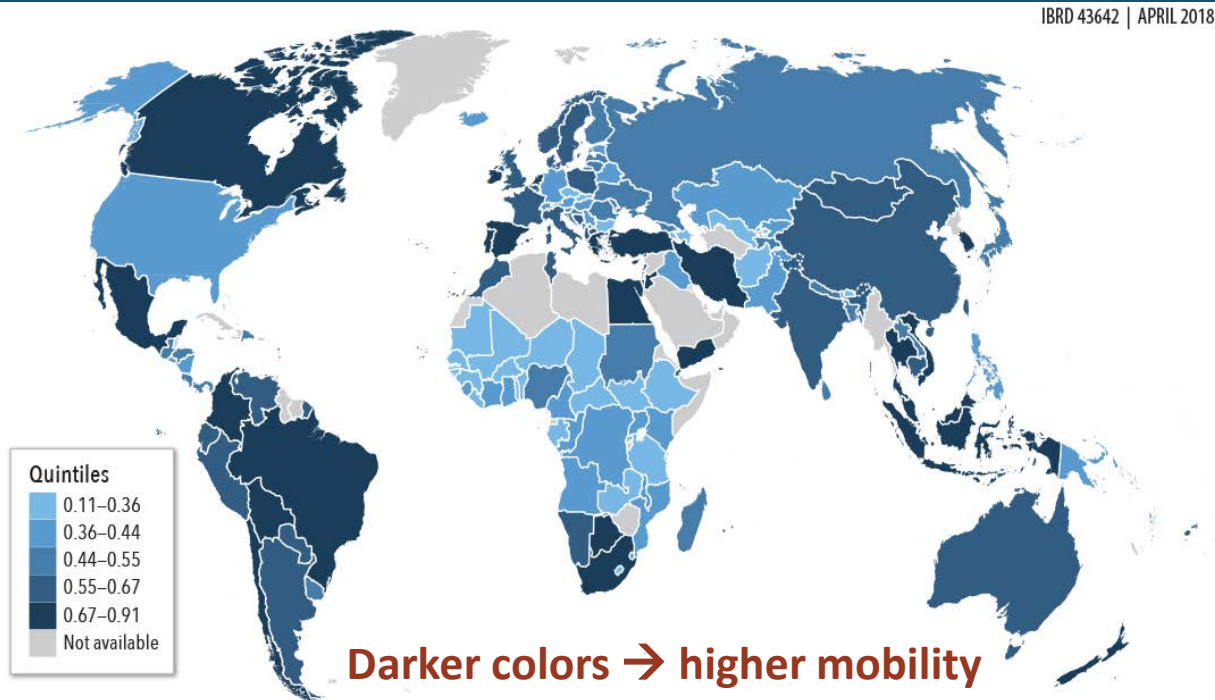 IBRD 43642 | APRIL 2018
Quintiles
0.11–0.36
0.36–0.44
0.44–0.55
0.55–0.67
0.67–0.91
Not available
Darker colors → higher mobility